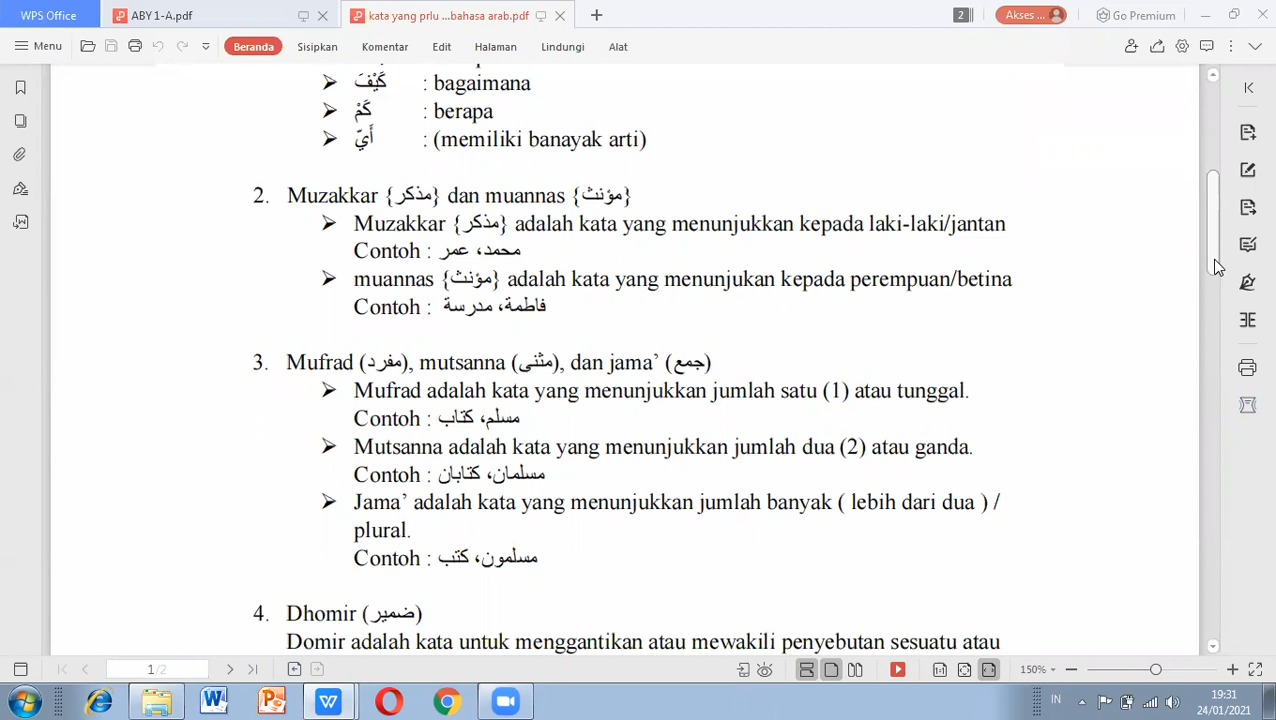 WPS Office
ABY 1-A.pdf
kata yang prlu ...bahasa arab.pdf
2
Akses ...
Go Premium
Menu
Beranda
Sisipkan
Komentar
Edit
Halaman
Lindungi
Alat
➢ كَيْفَ : bagaimana
➢ كَمْ : berapa
➢ أَيّ : (memiliki banayak arti)
2. Muzakkar {مذكر} dan muannas {مؤنث}
➢ Muzakkar {مذكر} adalah kata yang menunjukkan kepada laki-laki/jantan
Contoh : محمد، عمر
➢ muannas {مؤنث} adalah kata yang menunjukan kepada perempuan/betina
Contoh : فاطمة، مدرسة
3. Mufrad (مفرد), mutsanna (مثنى), dan jama’ (جمع)
➢ Mufrad adalah kata yang menunjukkan jumlah satu (1) atau tunggal.
Contoh : مسلم، كتاب
➢ Mutsanna adalah kata yang menunjukkan jumlah dua (2) atau ganda.
Contoh : مسلمان، كتابان
➢ Jama’ adalah kata yang menunjukkan jumlah banyak ( lebih dari dua ) /
plural.
Contoh : مسلمون، كتب
4. Dhomir (ضمير)
Domir adalah kata untuk menggantikan atau mewakili penyebutan sesuatu atau
1/2
150%
IN
19:31
24/01/2021